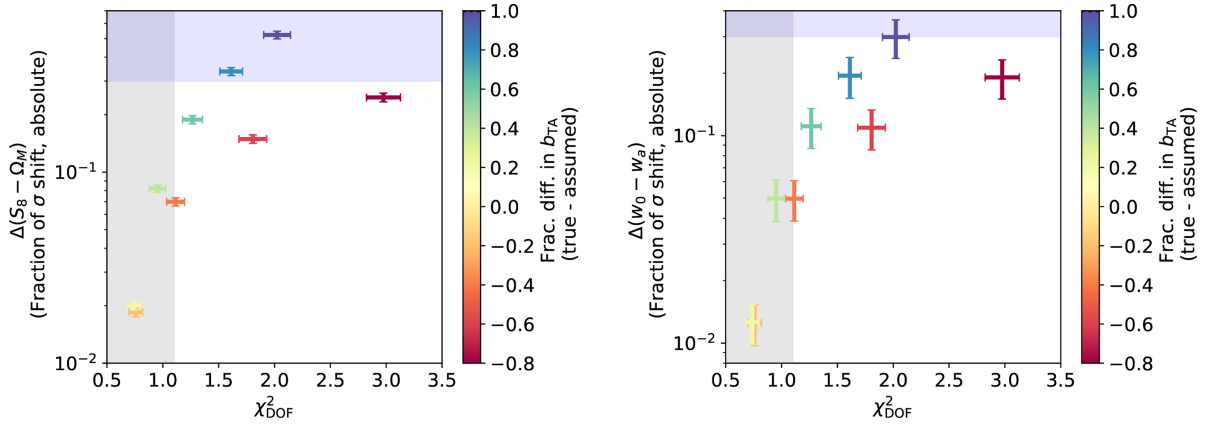 Δ(S₈ − Ω_M)
(Fraction of σ shift, absolute)
10⁻¹
10⁻²
0.5 1.0 1.5 2.0 2.5 3.0 3.5
χ²_DOF
1.0
0.8
0.6
0.4
0.2
0.0
−0.2
−0.4
−0.6
−0.8
Frac. diff. in b_TA
(true - assumed)
Δ(w₀ − wₐ)
(Fraction of σ shift, absolute)
10⁻¹
10⁻²
0.5 1.0 1.5 2.0 2.5 3.0 3.5
χ²_DOF
1.0
0.8
0.6
0.4
0.2
0.0
−0.2
−0.4
−0.6
−0.8
Frac. diff. in b_TA
(true - assumed)